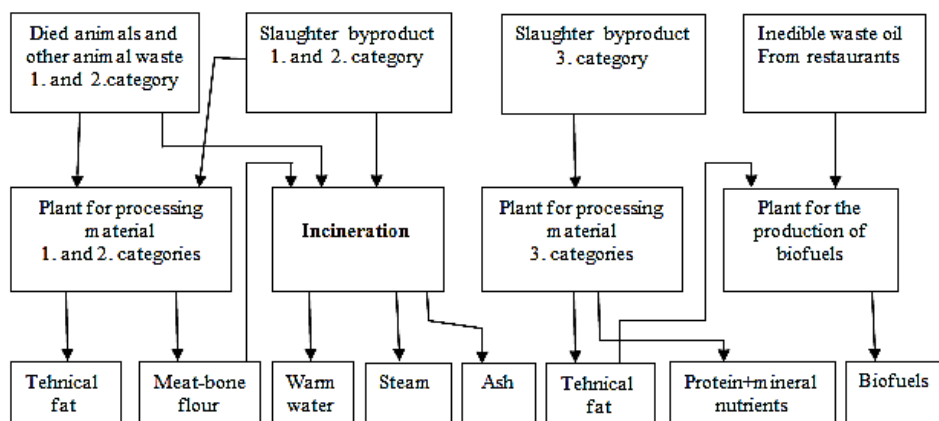 Died animals and
other animal waste
1. and 2.category
Slaughter byproduct
1. and 2. category
Slaughter byproduct
3. category
Inedible waste oil
From restaurants
Plant for processing
material
1. and 2. categories
Incineration
Plant for processing
material
3. categories
Plant for the
production of
biofuels
Tehnical
fat
Meat-bone
flour
Warm
water
Steam
Ash
Tehnical
fat
Protein+mineral
nutrients
Biofuels